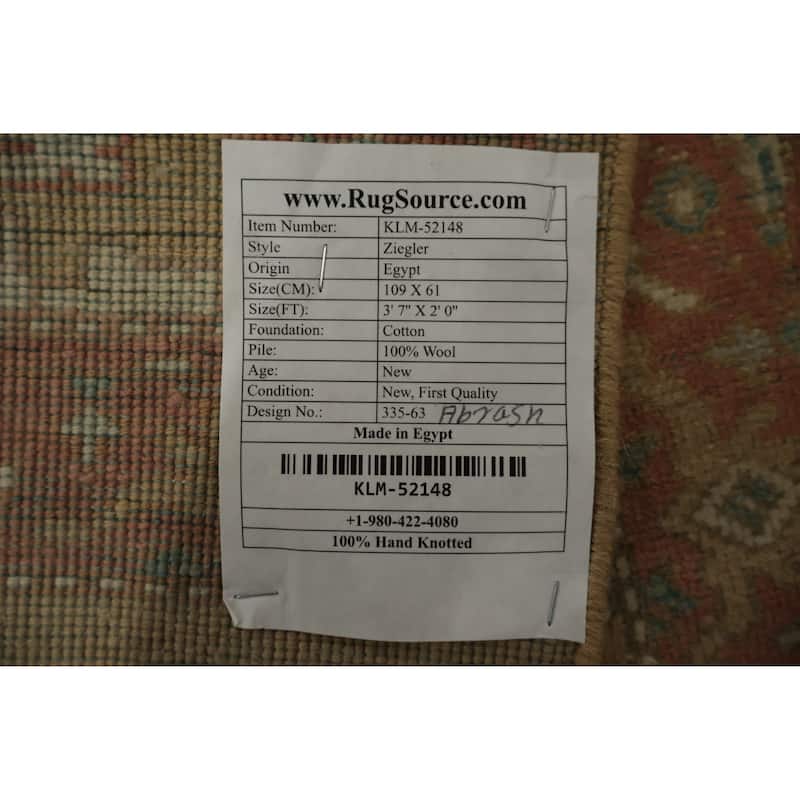 www.RugSource.com
Item Number: KLM-52148
Style Ziegler
Origin Egypt
Size(CM): 109 X 61
Size(FT): 3' 7" X 2' 0"
Foundation: Cotton
Pile: 100% Wool
Age: New
Condition: New, First Quality
Design No.: 335-63 Abrash
Made in Egypt
KLM-52148
+1-980-422-4080
100% Hand Knotted